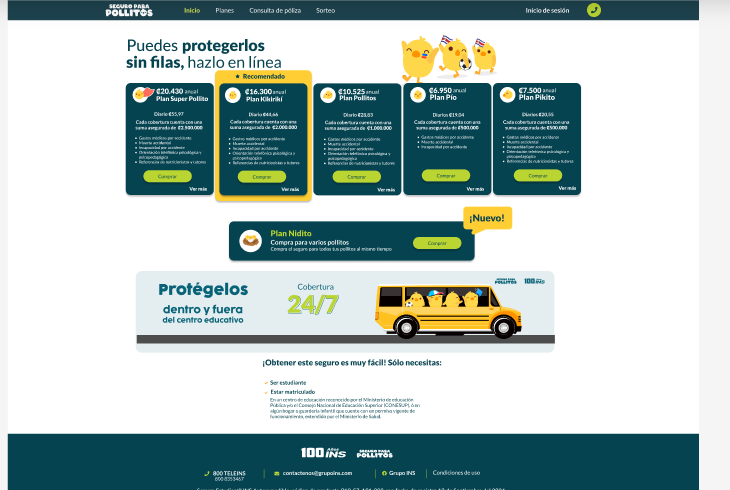 SEGURO PARA
POLLITOS
Inicio
Planes
Consulta de póliza
Sorteo
Inicio de sesión
Puedes protegerlos
sin filas, hazlo en línea
★ Recomendado
₡20.430 anual
Plan Super Pollito
Diario ₡55,97
Cada cobertura cuenta con una
suma asegurada de ₡2,500.000
Gastos médicos por accidente
Muerte accidental
Incapacidad por accidente
Orientación telefónica psicológica y
psicopedagógica
Referencias de nutricionistas y tutores
Comprar
Ver más
₡16.300 anual
Plan Kikirikí
Diario ₡44,66
Cada cobertura cuenta con una
suma asegurada de ₡2.000.000
Gastos médicos por accidente
Muerte accidental
Incapacidad por accidente
Orientación telefónica psicológica y
psicopedagógica
Referencias de nutricionistas y tutores
Comprar
Ver más
₡10.525 anual
Plan Pollitos
Diario ₡28,83
Cada cobertura cuenta con una
suma asegurada de ₡1,000.000
Gastos médicos por accidente
Muerte accidental
Incapacidad por accidente
Orientación telefónica psicológica y
psicopedagógica
Referencias de nutricionistas y tutores
Comprar
Ver más
₡6.950 anual
Plan Pío
Diario ₡19,04
Cada cobertura cuenta con una
suma asegurada de ₡500,000
Gastos médicos por accidente
Muerte accidental
Incapacidad por accidente
Comprar
Ver más
₡7.500 anual
Plan Pikito
Diario ₡20,55
Cada cobertura cuenta con una
suma asegurada de ₡500,000
Gastos médicos por accidente
Muerte accidental
Incapacidad por accidente
Orientación telefónica psicológica y
psicopedagógica
Referencias de nutricionistas y tutores
Comprar
Ver más
¡Nuevo!
Plan Nidito
Compra para varios pollitos
Compra el seguro para todos tus pollitos al mismo tiempo
Comprar
Protégelos
dentro y fuera
del centro educativo
Cobertura
24/7
SEGURO PARA
POLLITOS
100 INS
¡Obtener este seguro es muy fácil! Sólo necesitas:
Ser estudiante
Estar matriculado
En un centro de educación reconocido por el Ministerio de educación
Pública y/o el Consejo Nacional de Educación Superior (CONESUP), ó en
algún hogar o guardería infantil que cuente con un permiso vigente de
funcionamiento, extendido por el Ministerio de Salud.
100 Años INS
SEGURO PARA
POLLITOS
800 TELEINS
800 8353467
contactenos@grupoins.com
Grupo INS
Condiciones de uso